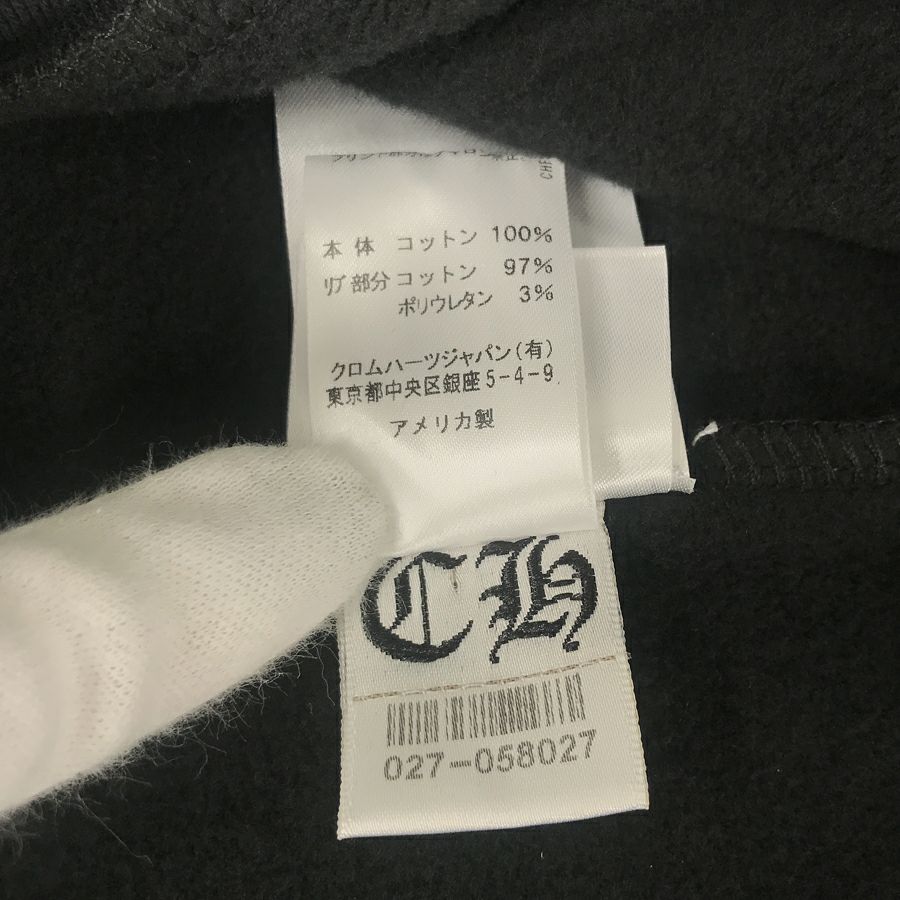 本体 コットン 100%
リブ部分 コットン 97%
ポリウレタン 3%
クロムハーツジャパン(有)
東京都中央区銀座5-4-9
アメリカ製
CH
027-058027